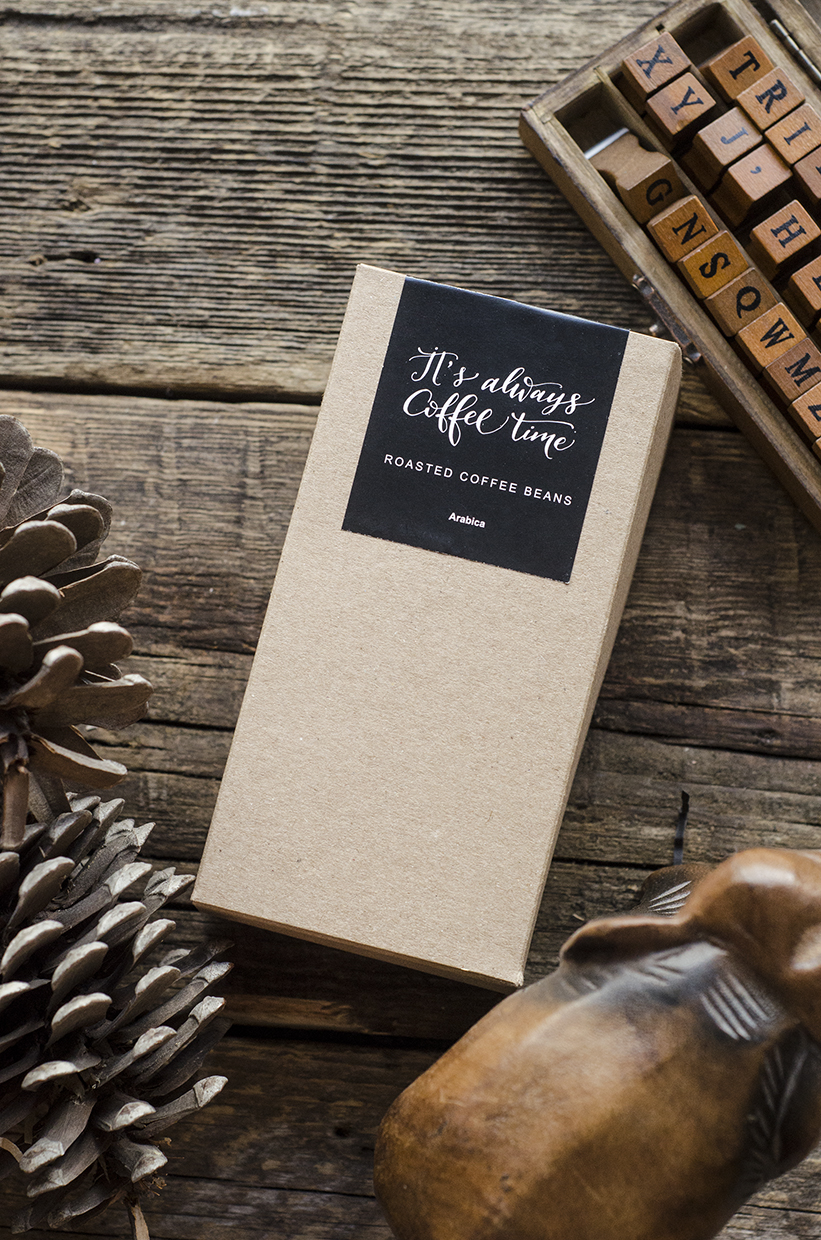 It's always
Coffee time
ROASTED COFFEE BEANS
Arabica
X T
Y R
J I
,
G H
N
S
Q
W
M
Z